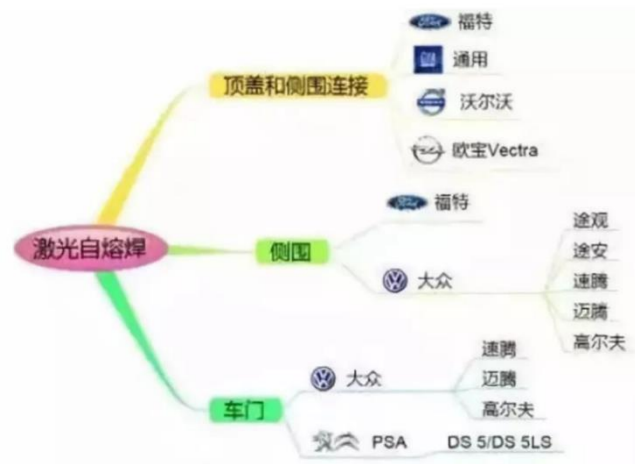 激光自熔焊
顶盖和侧围连接
福特
通用
沃尔沃
欧宝Vectra
侧围
福特
大众
途观
途安
速腾
迈腾
高尔夫
车门
大众
速腾
迈腾
高尔夫
PSA
DS 5/DS 5LS